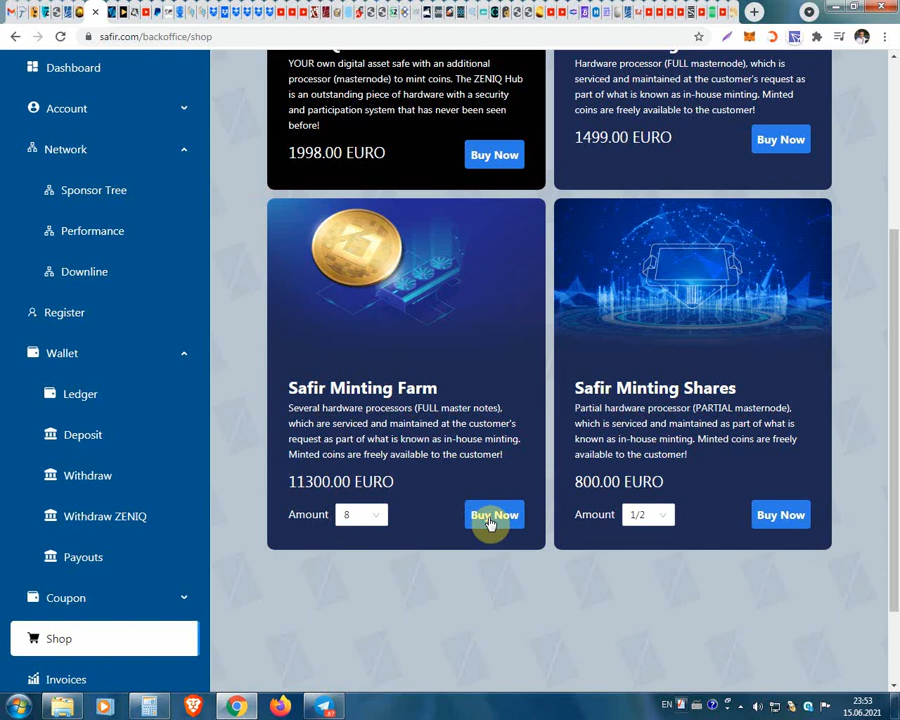 safir.com/backoffice/shop
Dashboard
Account
Network
Sponsor Tree
Performance
Downline
Register
Wallet
Ledger
Deposit
Withdraw
Withdraw ZENIQ
Payouts
Coupon
Shop
Invoices
YOUR own digital asset safe with an additional
processor (masternode) to mint coins. The ZENIQ Hub
is an outstanding piece of hardware with a security
and participation system that has never been seen
before!
1998.00 EURO
Buy Now
Hardware processor (FULL masternode), which is
serviced and maintained at the customer's request as
part of what is known as in-house minting. Minted
coins are freely available to the customer!
1499.00 EURO
Buy Now
Safir Minting Farm
Several hardware processors (FULL master notes),
which are serviced and maintained at the customer's
request as part of what is known as in-house minting.
Minted coins are freely available to the customer!
11300.00 EURO
Amount 8
Buy Now
Safir Minting Shares
Partial hardware processor (PARTIAL masternode),
which is serviced and maintained as part of what is
known as in-house minting. Minted coins are freely
available to the customer!
800.00 EURO
Amount 1/2
Buy Now
EN
23:53
15.06.2021